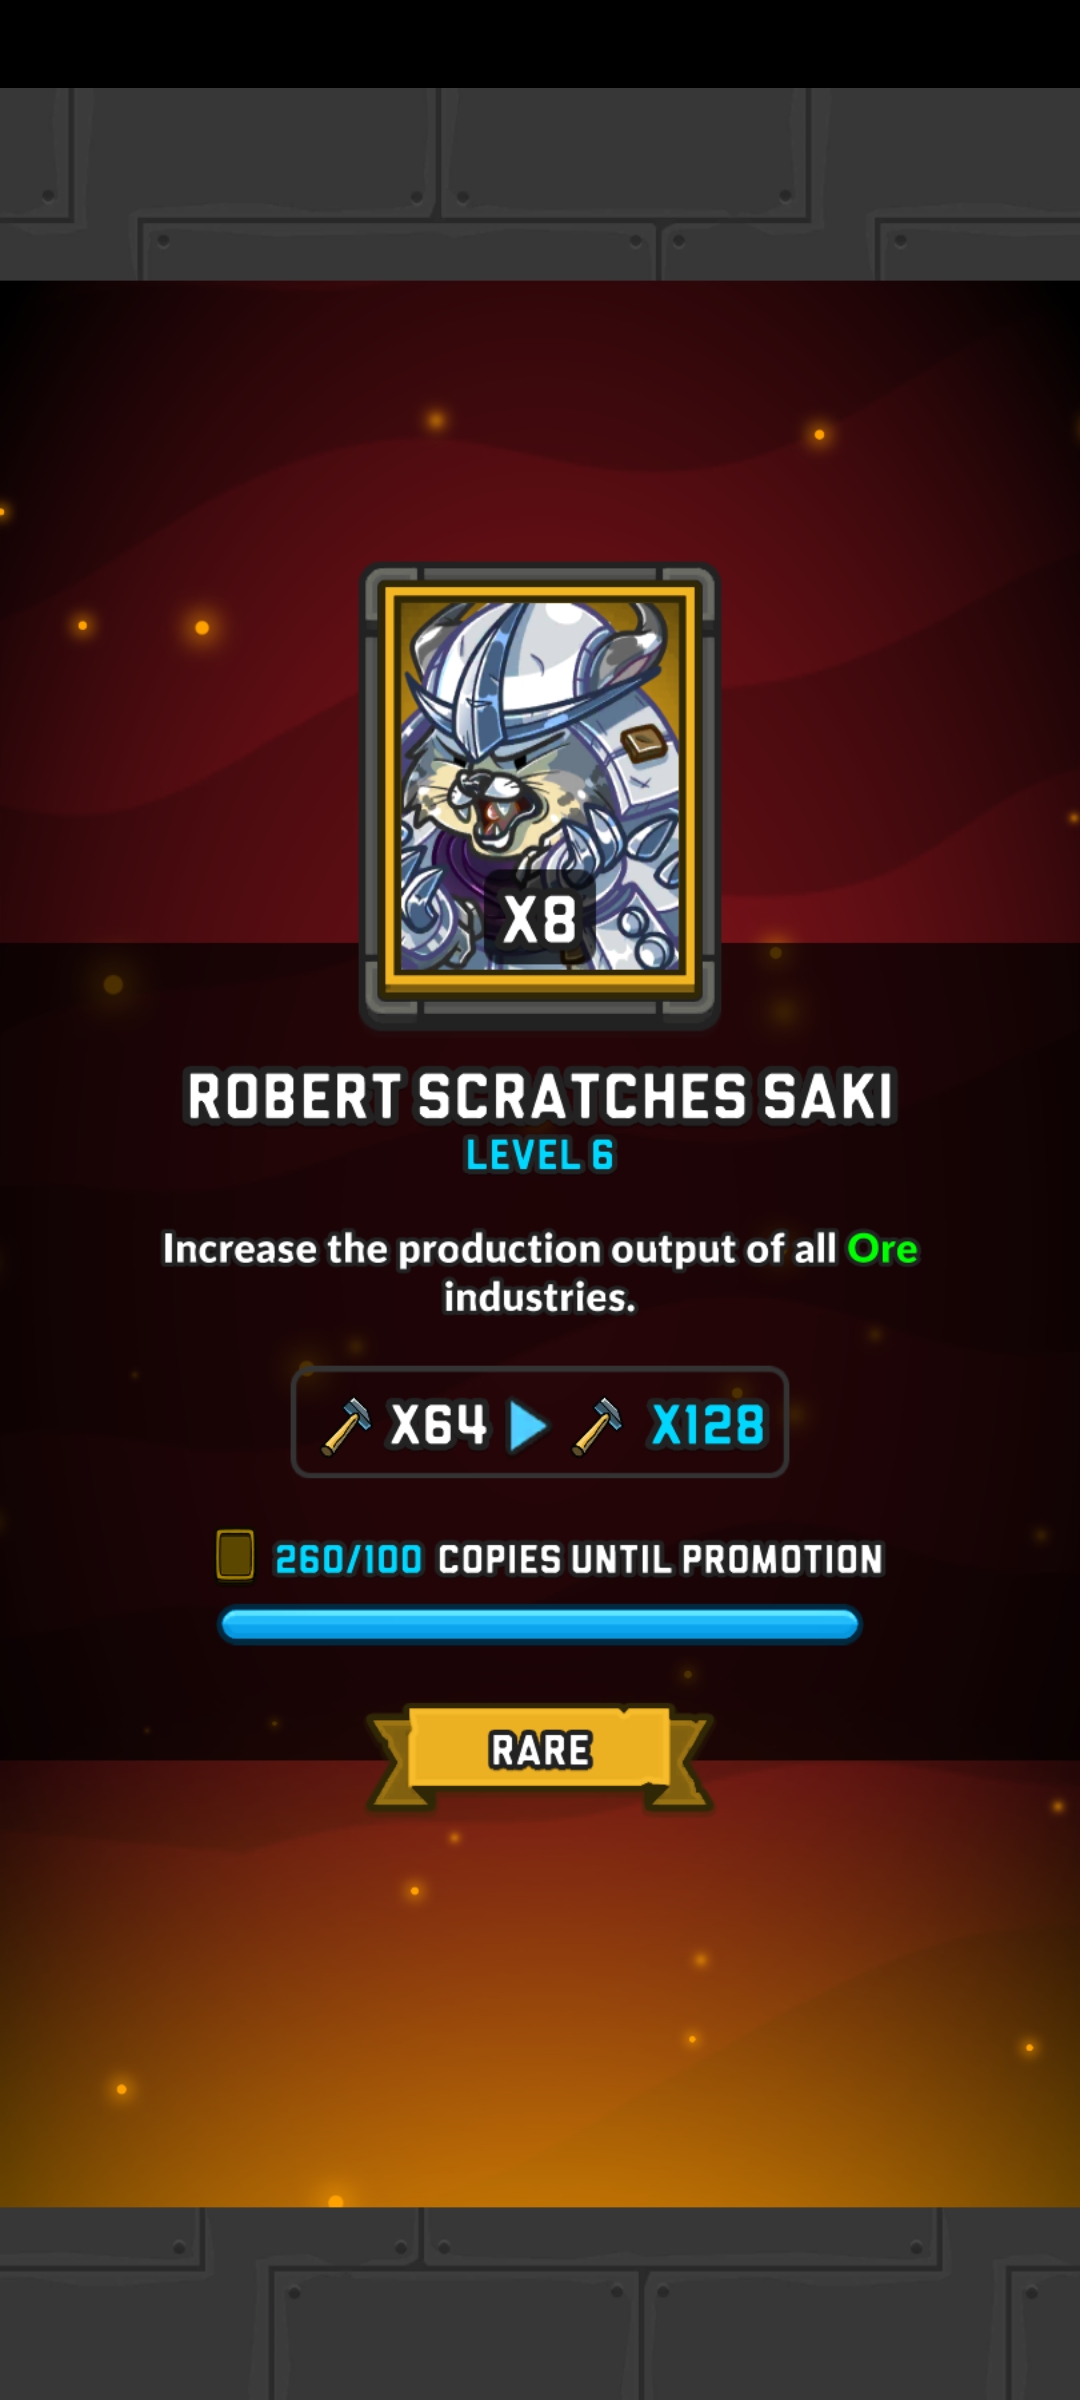 X8
ROBERT SCRATCHES SAKI
LEVEL 6
Increase the production output of all Ore
industries.
X64 X128
260/100 COPIES UNTIL PROMOTION
RARE